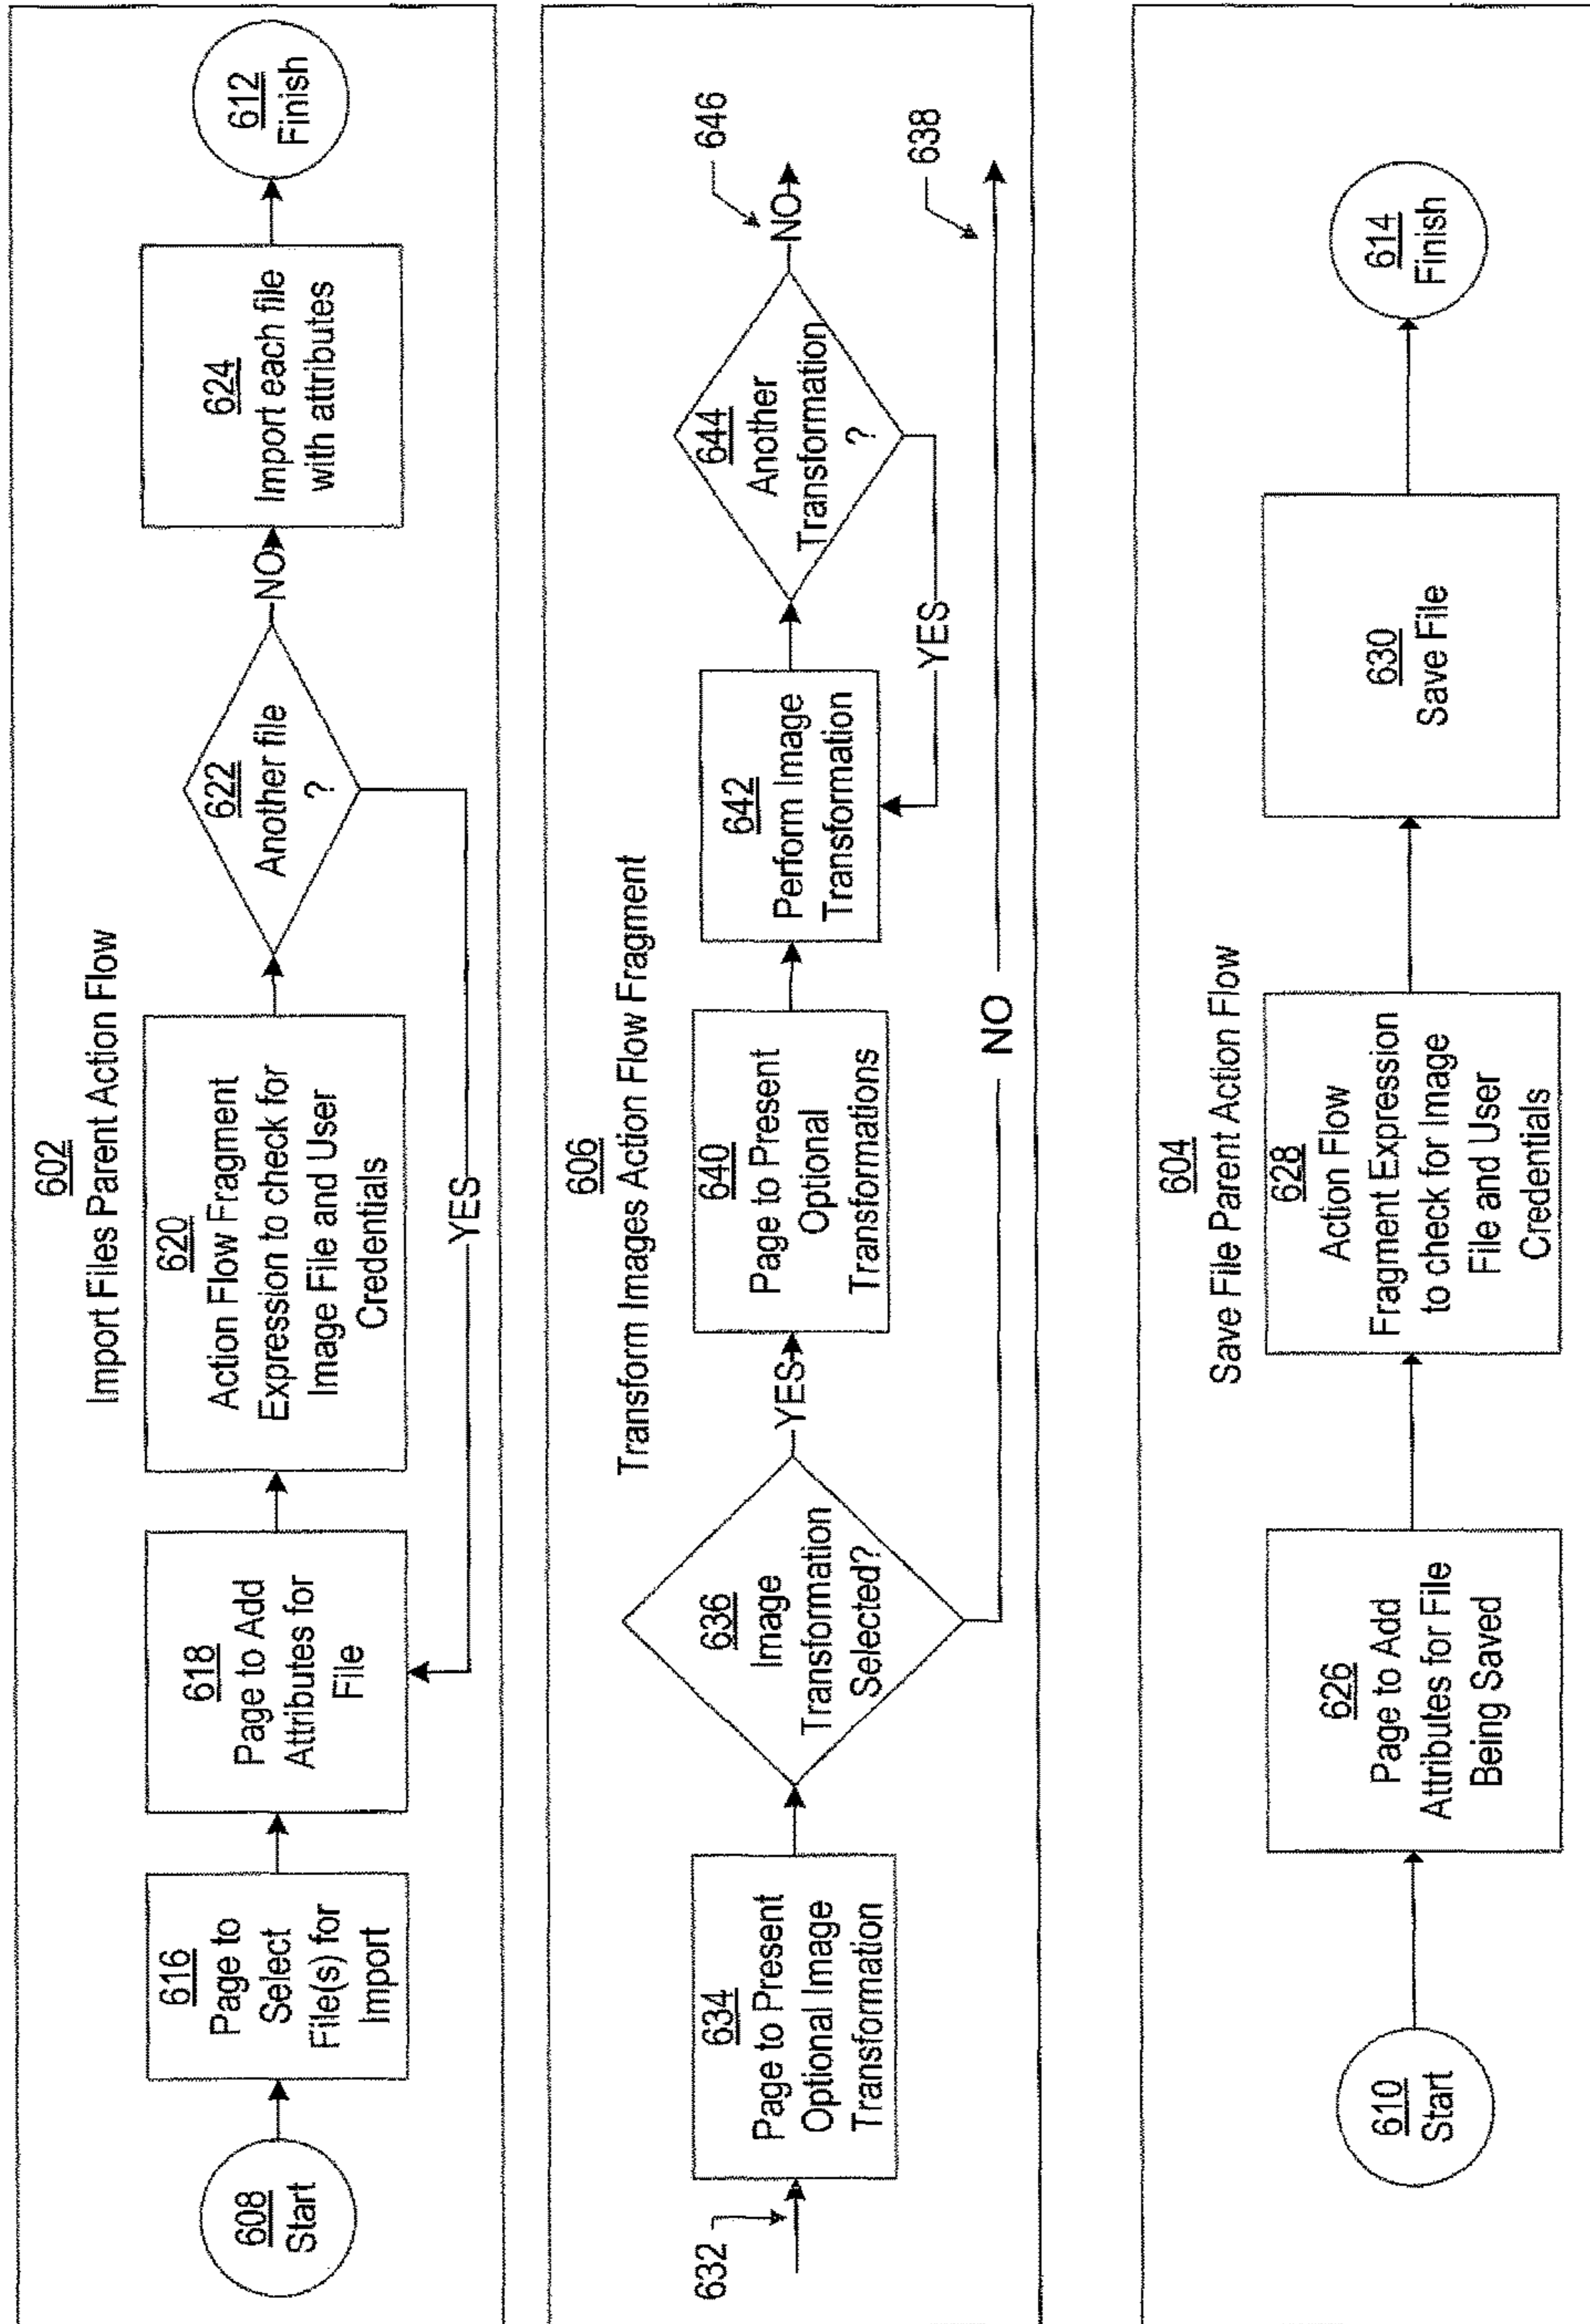 602
Import Files Parent Action Flow
608
Start
616
Page to
Select
File(s) for
Import
618
Page to Add
Attributes for
File
620
Action Flow Fragment
Expression to check for
Image File and User
Credentials
622
Another file
?
NO
YES
624
Import each file
with attributes
612
Finish
606
Transform Images Action Flow Fragment
632
634
Page to Present
Optional Image
Transformation
636
Image
Transformation
Selected?
YES
NO
640
Page to Present
Optional
Transformations
642
Perform Image
Transformation
644
Another
Transformation
?
YES
NO
646
638
604
Save File Parent Action Flow
610
Start
626
Page to Add
Attributes for File
Being Saved
628
Action Flow
Fragment Expression
to check for Image
File and User
Credentials
630
Save File
614
Finish